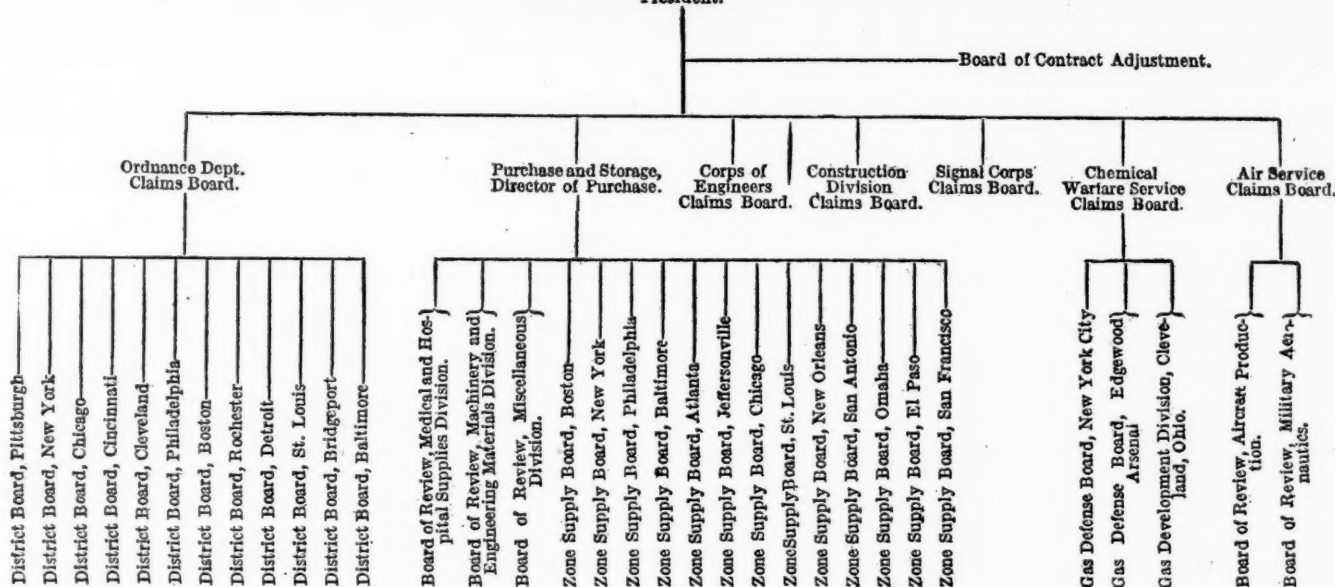 President.
Board of Contract Adjustment.
Ordnance Dept.
Claims Board.
Purchase and Storage,
Director of Purchase.
Corps of
Engineers
Claims Board.
Construction
Division
Claims Board.
Signal Corps
Claims Board.
Chemical
Warfare Service
Claims Board.
Air Service
Claims Board.
District Board, Pittsburgh
District Board, New York
District Board, Chicago
District Board, Cincinnati
District Board, Cleveland
District Board, Philadelphia
District Board, Boston
District Board, Rochester
District Board, Detroit
District Board, St. Louis
District Board, Bridgeport
District Board, Baltimore
Board of Review, Medical and Hos-
pital Supplies Division.
Board of Review, Machinery and
Engineering Materials Division.
Board of Review, Miscellaneous
Division.
Zone Supply Board, Boston
Zone Supply Board, New York
Zone Supply Board, Philadelphia
Zone Supply Board, Baltimore
Zone Supply Board, Atlanta
Zone Supply Board, Jeffersonville
Zone Supply Board, Chicago
Zone Supply Board, St. Louis
Zone Supply Board, New Orleans
Zone Supply Board, San Antonio
Zone Supply Board, Omaha
Zone Supply Board, El Paso
Zone Supply Board, San Francisco
Gas Defense Board, New York City
Gas Defense Board, Edgewood
Arsenal
Gas Development Division, Cleve-
land, Ohio.
Board of Review, Aircraft Produc-
tion.
Board of Review, Military Aer-
nautics.